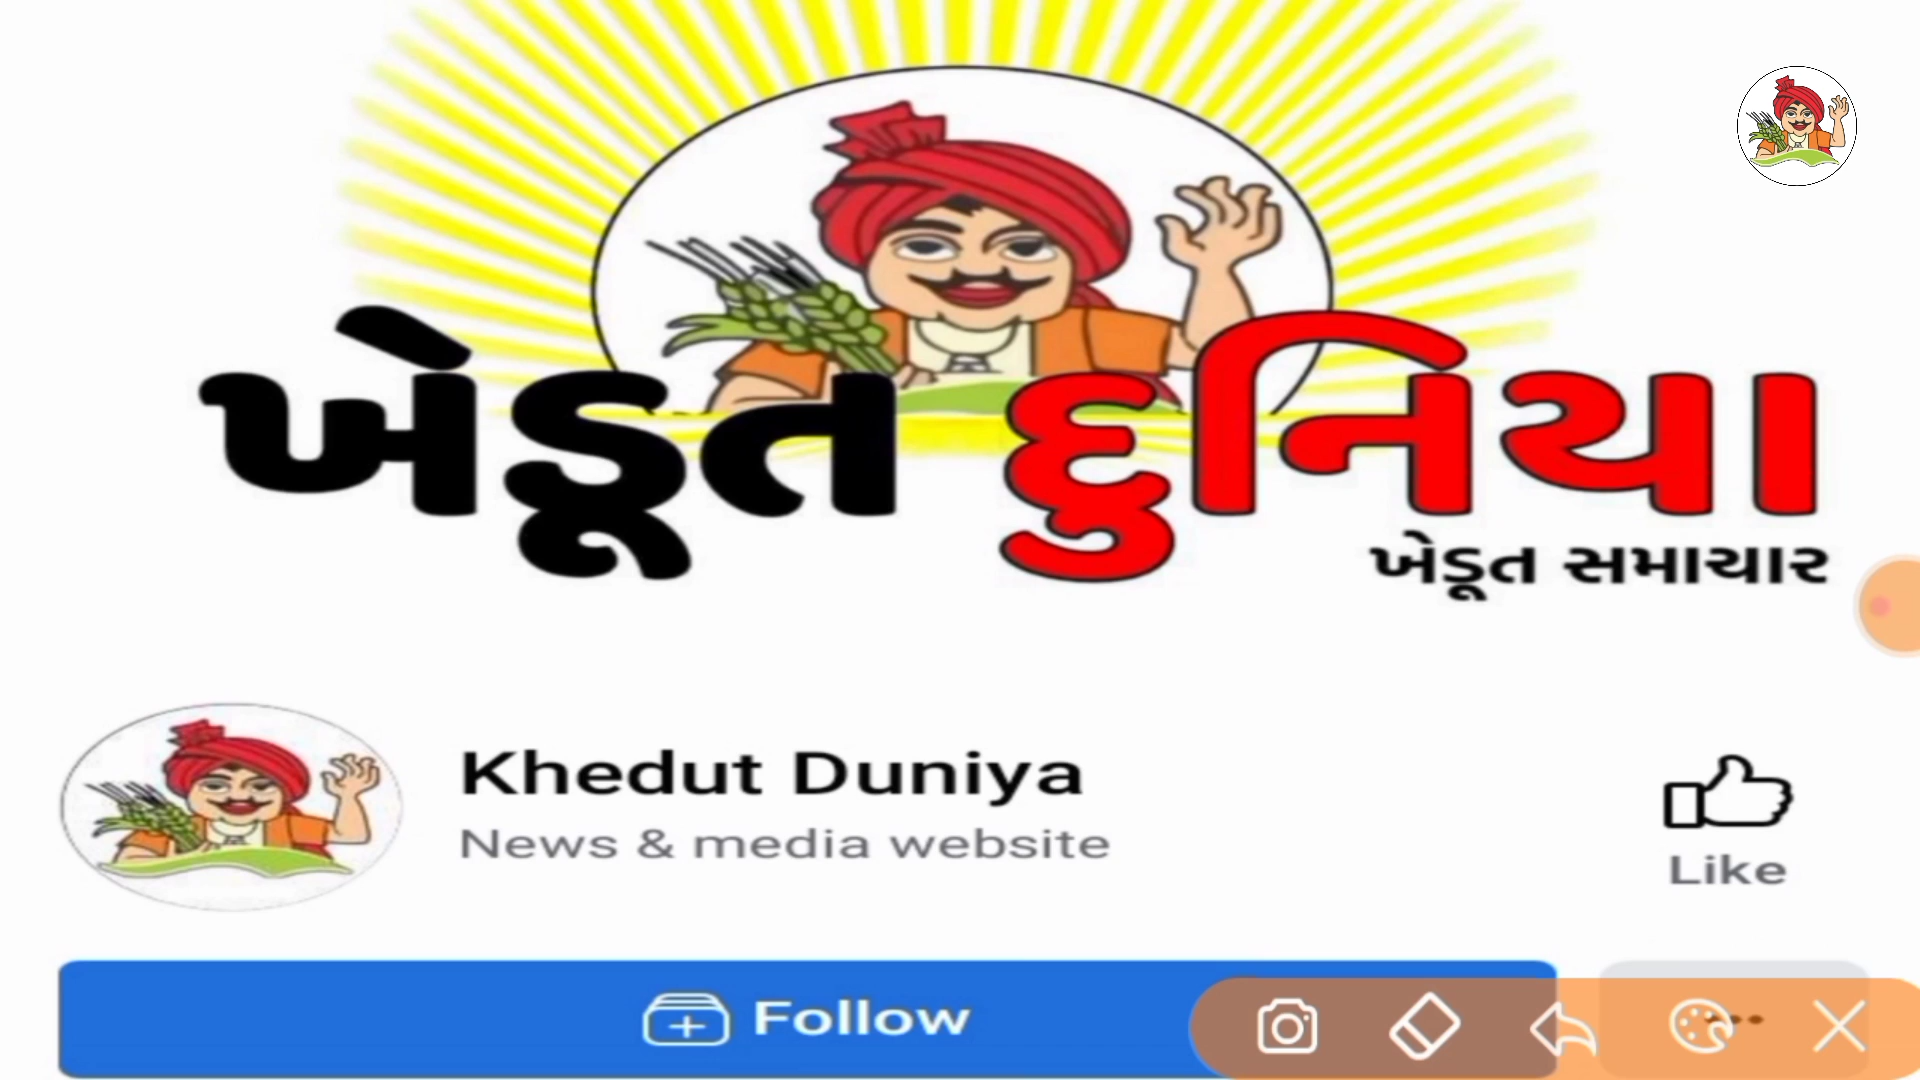 ખેડૂત દુનિયા
ખેડૂત સમાચાર
Khedut Duniya
News & media website
Like
Follow